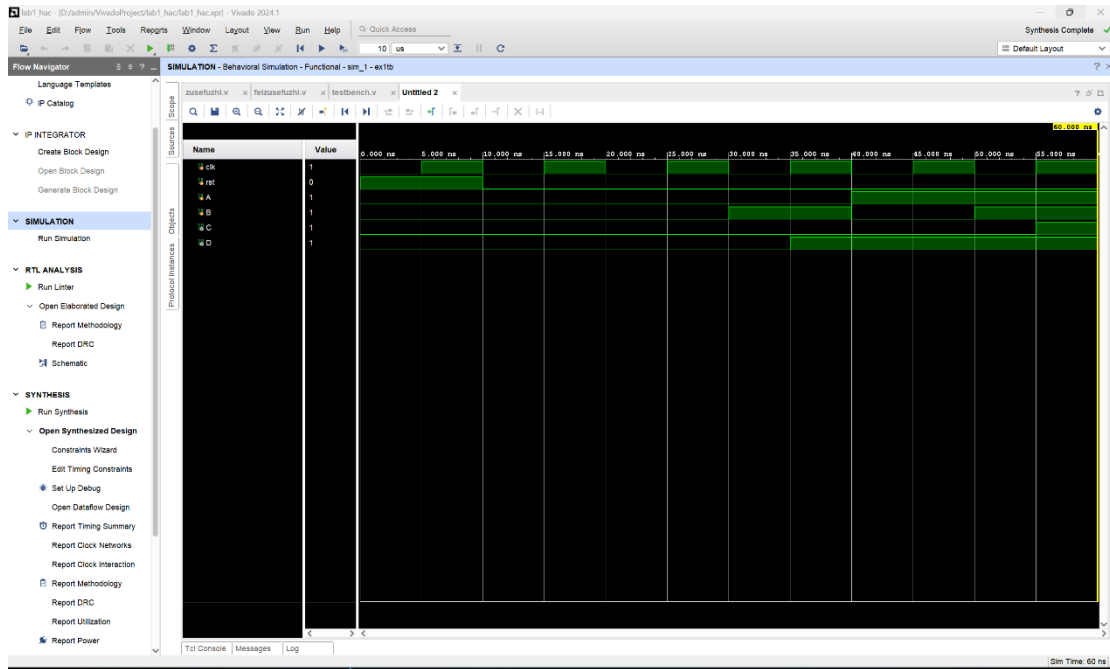 lab1_hac - [D:/admin/VivadoProject/lab1_hac/lab1_hac.xpr] - Vivado 2024.1
File Edit Flow Tools Reports Window Layout View Run Help Q- Quick Access Synthesis Complete
10 us Default Layout
Flow Navigator
SIMULATION - Behavioral Simulation - Functional - sim_1 - ex1tb
Language Templates
IP Catalog
IP INTEGRATOR
Create Block Design
Open Block Design
Generate Block Design
SIMULATION
Run Simulation
RTL ANALYSIS
Run Linter
Open Elaborated Design
Report Methodology
Report DRC
Schematic
SYNTHESIS
Run Synthesis
Open Synthesized Design
Constraints Wizard
Edit Timing Constraints
Set Up Debug
Open Dataflow Design
Report Timing Summary
Report Clock Networks
Report Clock Interaction
Report Methodology
Report DRC
Report Utilization
Report Power
Scope
Sources
Objects
Protocol Instances
zusefuzhi.v feizusefuzhi.v testbench.v Untitled 2
60.000 ns
Name Value 0.000 ns 5.000 ns 10.000 ns 15.000 ns 20.000 ns 25.000 ns 30.000 ns 35.000 ns 40.000 ns 45.000 ns 50.000 ns 55.000 ns
clk 1
rst 0
A 1
B 1
C 1
D 1
Tcl Console Messages Log
Sim Time: 60 ns